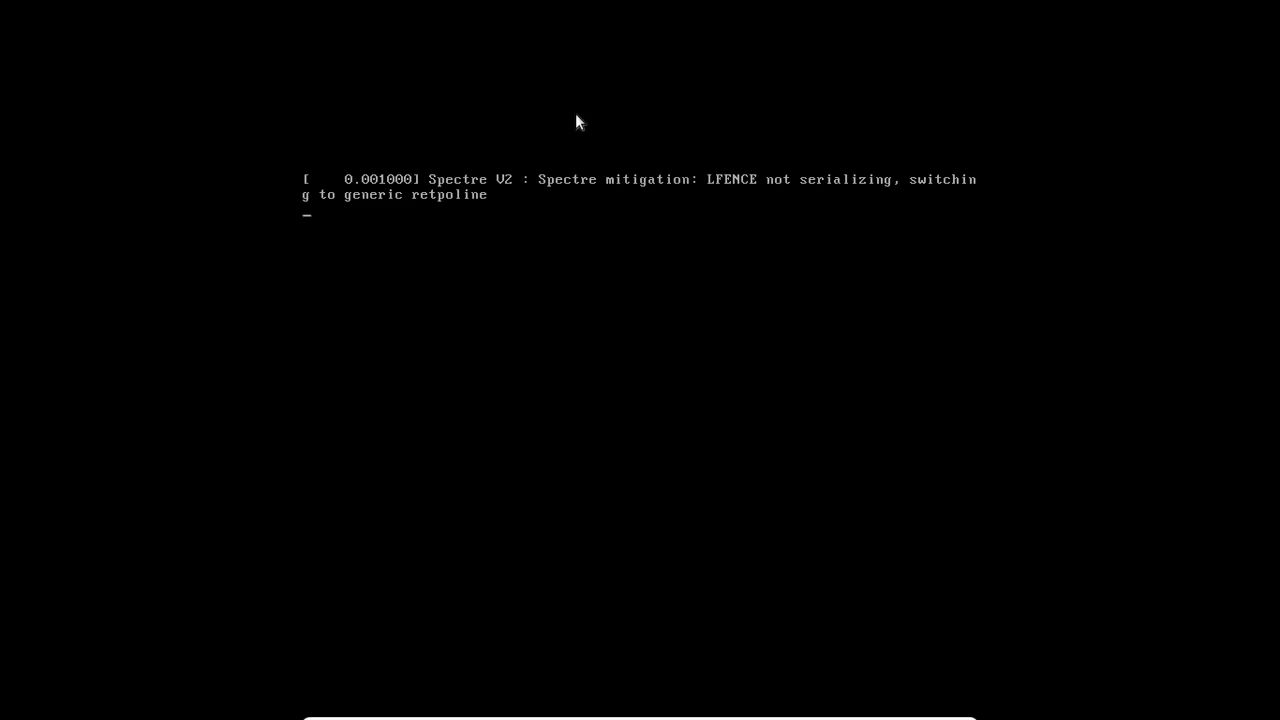 [    0.001000] Spectre V2 : Spectre mitigation: LFENCE not serializing, switchin
g to generic retpoline
_